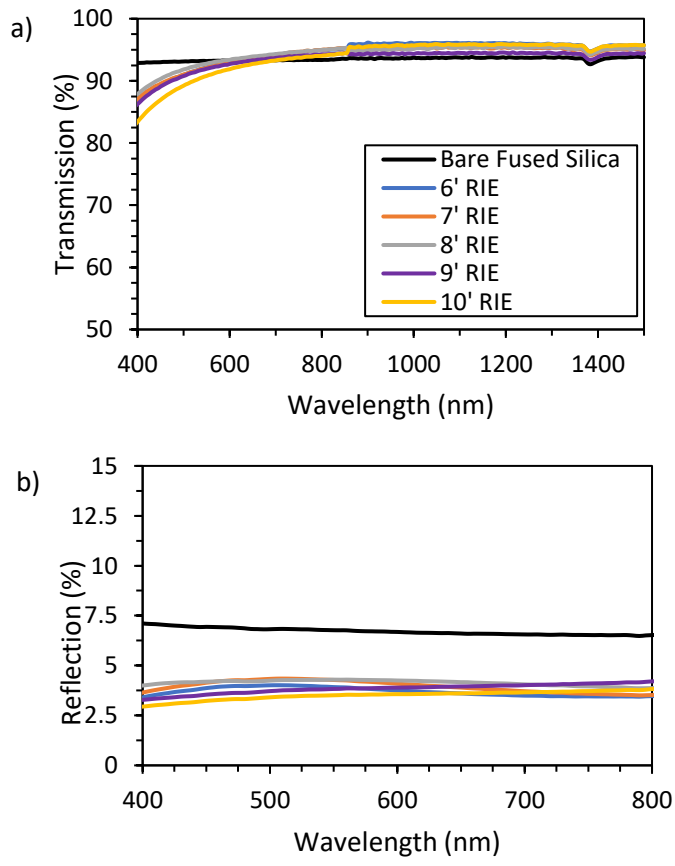 a)
Transmission (%)
100
90
80
70
60
50
Bare Fused Silica
6' RIE
7' RIE
8' RIE
9' RIE
10' RIE
400 600 800 1000 1200 1400
Wavelength (nm)
b)
Reflection (%)
15
12.5
10
7.5
5
2.5
0
400 500 600 700 800
Wavelength (nm)